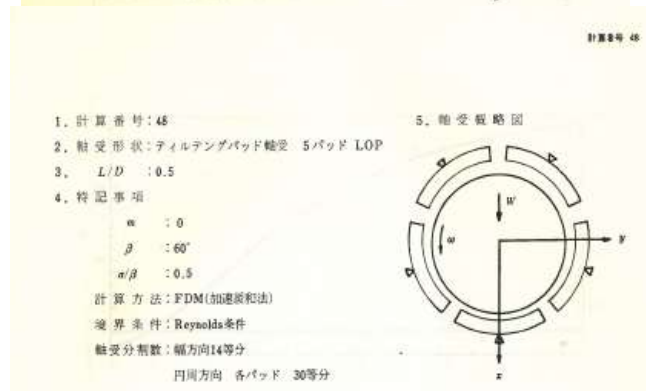 計算番号 48
1. 計算番号:48
2. 軸受形状:ティルテングパッド軸受 5パッド LOP
3. L/D :0.5
4. 特記事項
m :0
β :60°
α/β :0.5
計算方法:FDM(加速緩和法)
境界条件:Reynolds条件
軸受分割数:幅方向14等分
円周方向 各パッド 30等分
5. 軸受概略図
W
ω
y
x